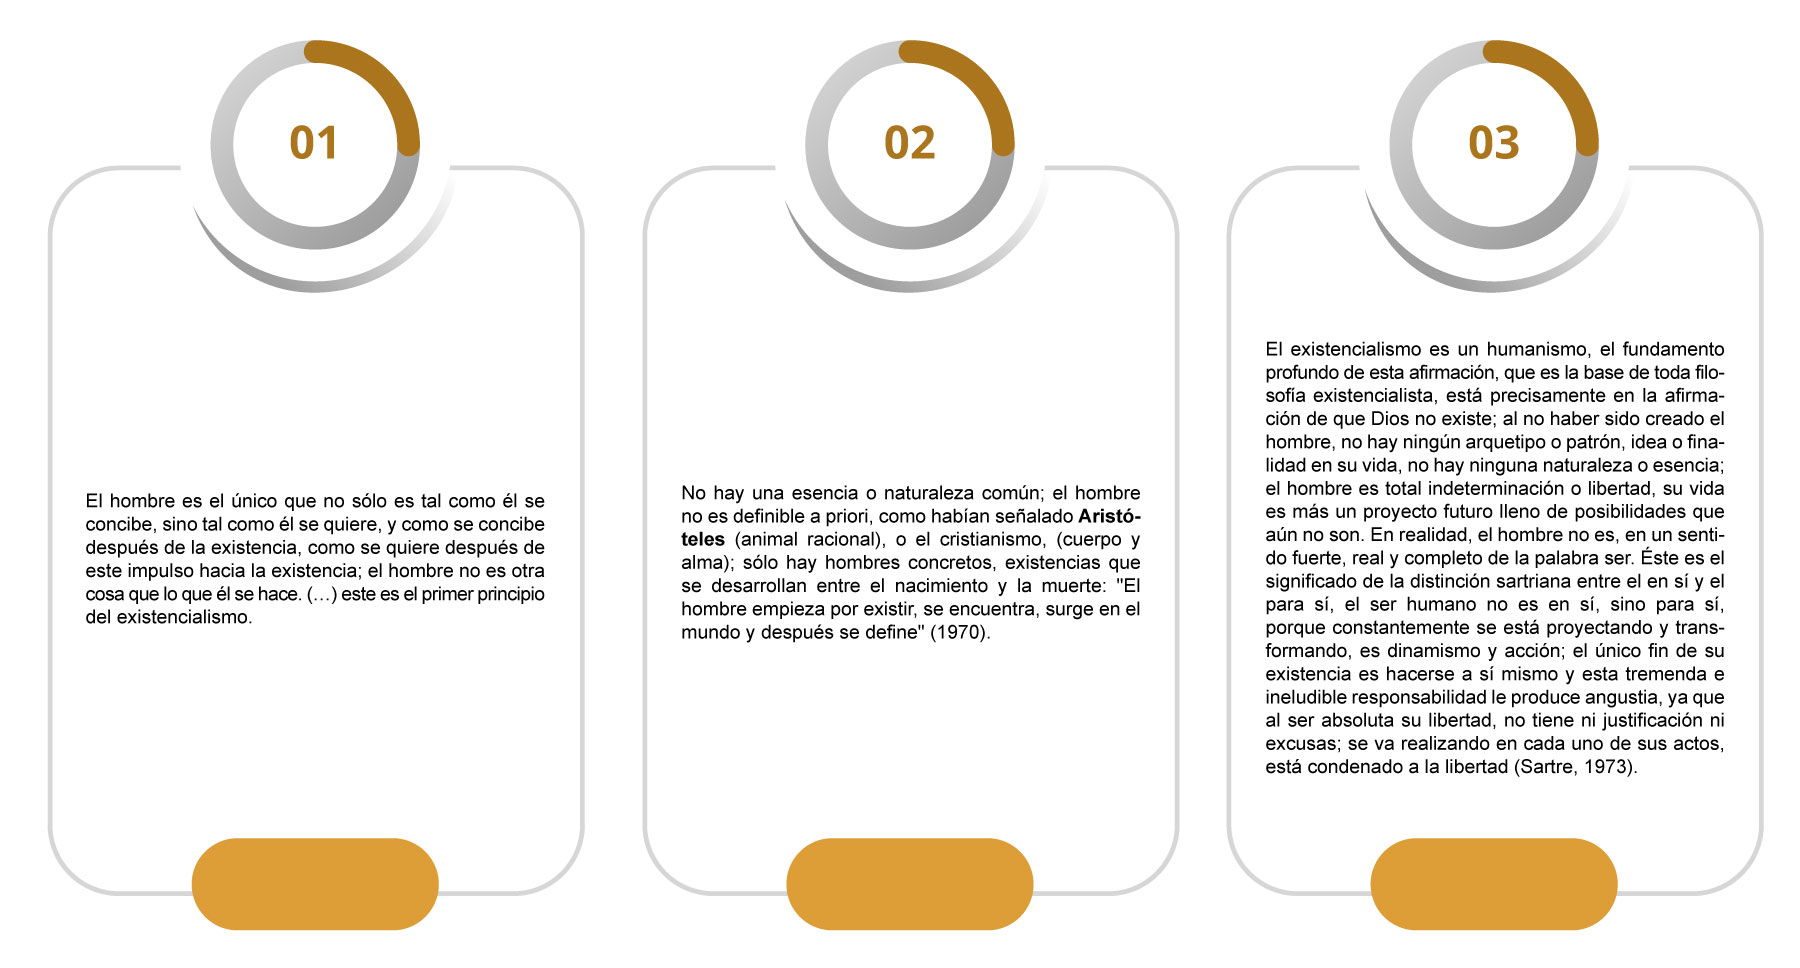 01
El hombre es el único que no sólo es tal como él se
concibe, sino tal como él se quiere, y como se concibe
después de la existencia, como se quiere después de
este impulso hacia la existencia; el hombre no es otra
cosa que lo que él se hace. (…) este es el primer principio
del existencialismo.
02
No hay una esencia o naturaleza común; el hombre
no es definible a priori, como habían señalado Aristó-
teles (animal racional), o el cristianismo, (cuerpo y
alma); sólo hay hombres concretos, existencias que
se desarrollan entre el nacimiento y la muerte: "El
hombre empieza por existir, se encuentra, surge en el
mundo y después se define" (1970).
03
El existencialismo es un humanismo, el fundamento
profundo de esta afirmación, que es la base de toda filo-
sofía existencialista, está precisamente en la afirma-
ción de que Dios no existe; al no haber sido creado el
hombre, no hay ningún arquetipo o patrón, idea o fina-
lidad en su vida, no hay ninguna naturaleza o esencia;
el hombre es total indeterminación o libertad, su vida
es más un proyecto futuro lleno de posibilidades que
aún no son. En realidad, el hombre no es, en un senti-
do fuerte, real y completo de la palabra ser. Éste es el
significado de la distinción sartriana entre el en sí y el
para sí, el ser humano no es en sí, sino para sí,
porque constantemente se está proyectando y trans-
formando, es dinamismo y acción; el único fin de su
existencia es hacerse a sí mismo y esta tremenda e
ineludible responsabilidad le produce angustia, ya que
al ser absoluta su libertad, no tiene ni justificación ni
excusas; se va realizando en cada uno de sus actos,
está condenado a la libertad (Sartre, 1973).